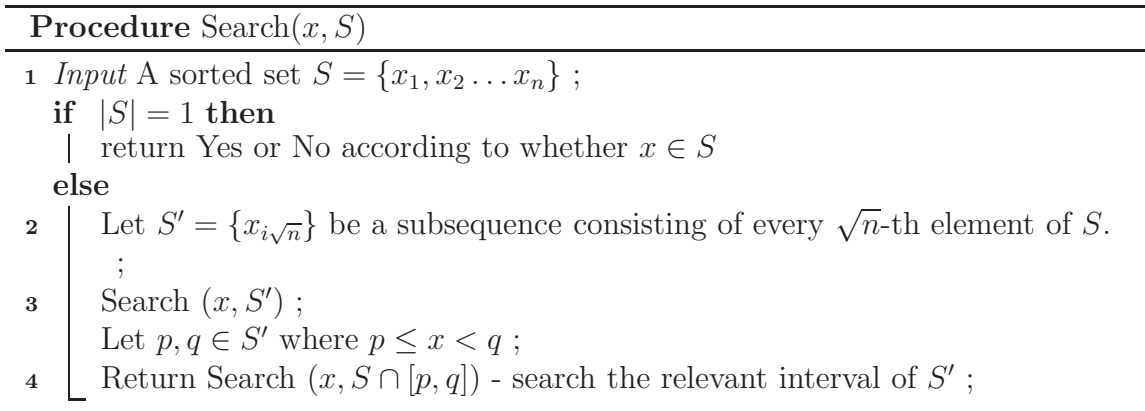 Procedure Search(x, S)
1 Input A sorted set S = {x₁, x₂ … xₙ} ;
if |S| = 1 then
return Yes or No according to whether x ∈ S
else
2 Let S′ = {x_{i√n}} be a subsequence consisting of every √n-th element of S.
;
3 Search (x, S′) ;
Let p, q ∈ S′ where p ≤ x < q ;
4 Return Search (x, S ∩ [p, q]) - search the relevant interval of S′ ;